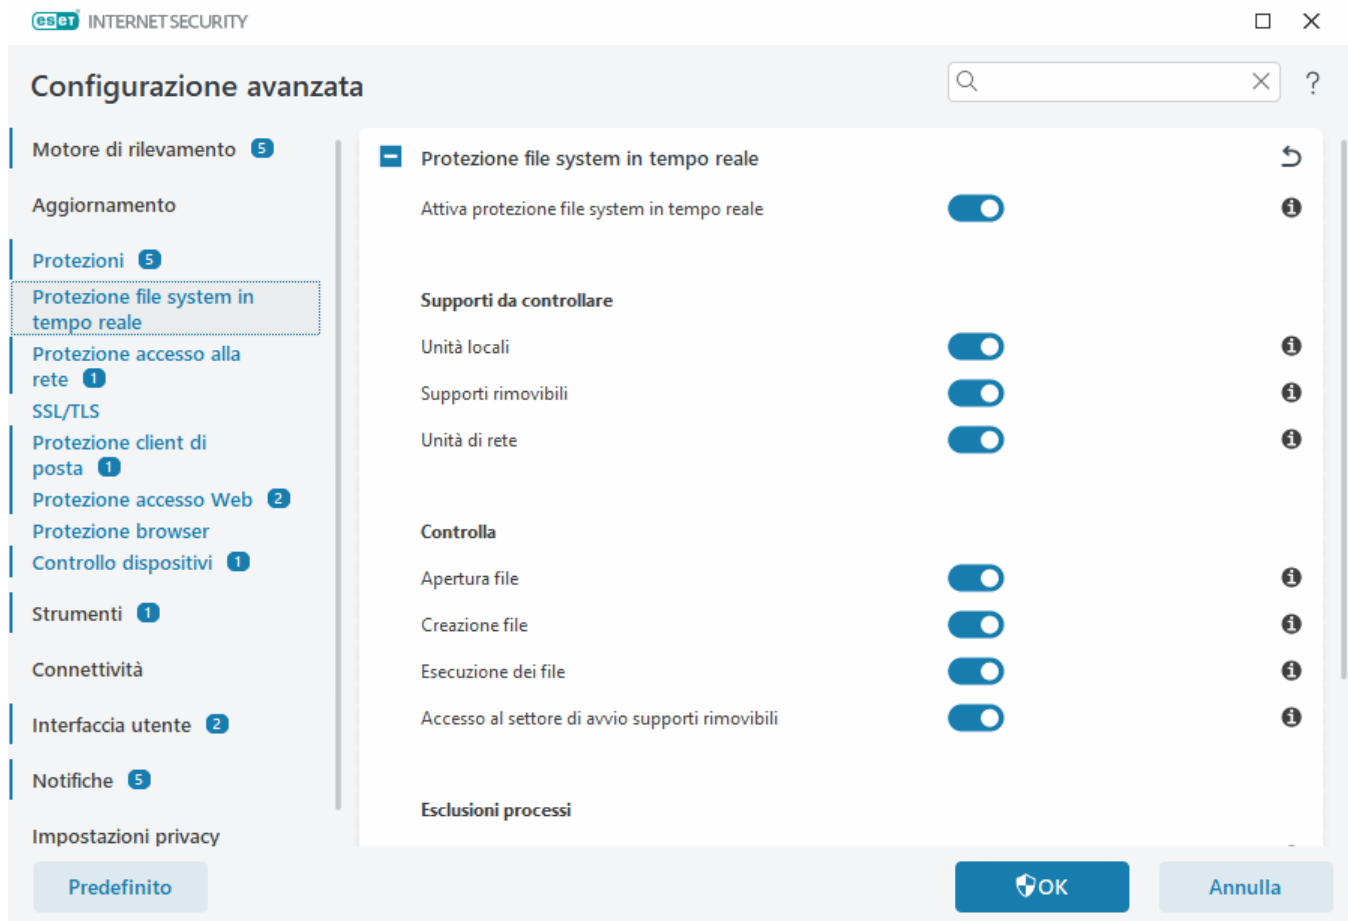 eset INTERNET SECURITY
Configurazione avanzata
?
Motore di rilevamento 5
Aggiornamento
Protezioni 5
Protezione file system in
tempo reale
Protezione accesso alla
rete 1
SSL/TLS
Protezione client di
posta 1
Protezione accesso Web 2
Protezione browser
Controllo dispositivi 1
Strumenti 1
Connettività
Interfaccia utente 2
Notifiche 5
Impostazioni privacy
Protezione file system in tempo reale
Attiva protezione file system in tempo reale
Supporti da controllare
Unità locali
Supporti rimovibili
Unità di rete
Controlla
Apertura file
Creazione file
Esecuzione dei file
Accesso al settore di avvio supporti rimovibili
Esclusioni processi
Predefinito
OK
Annulla